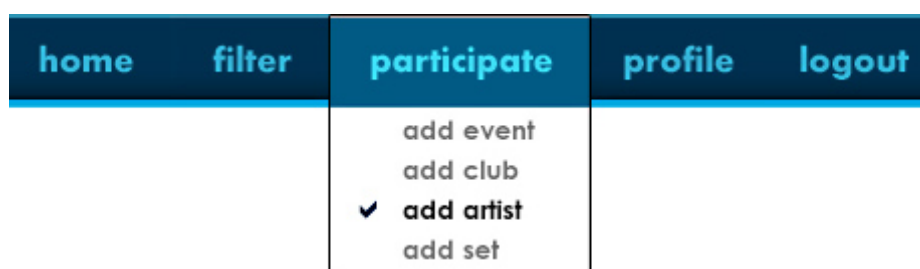 home filter participate profile logout
add event
add club
add artist
add set